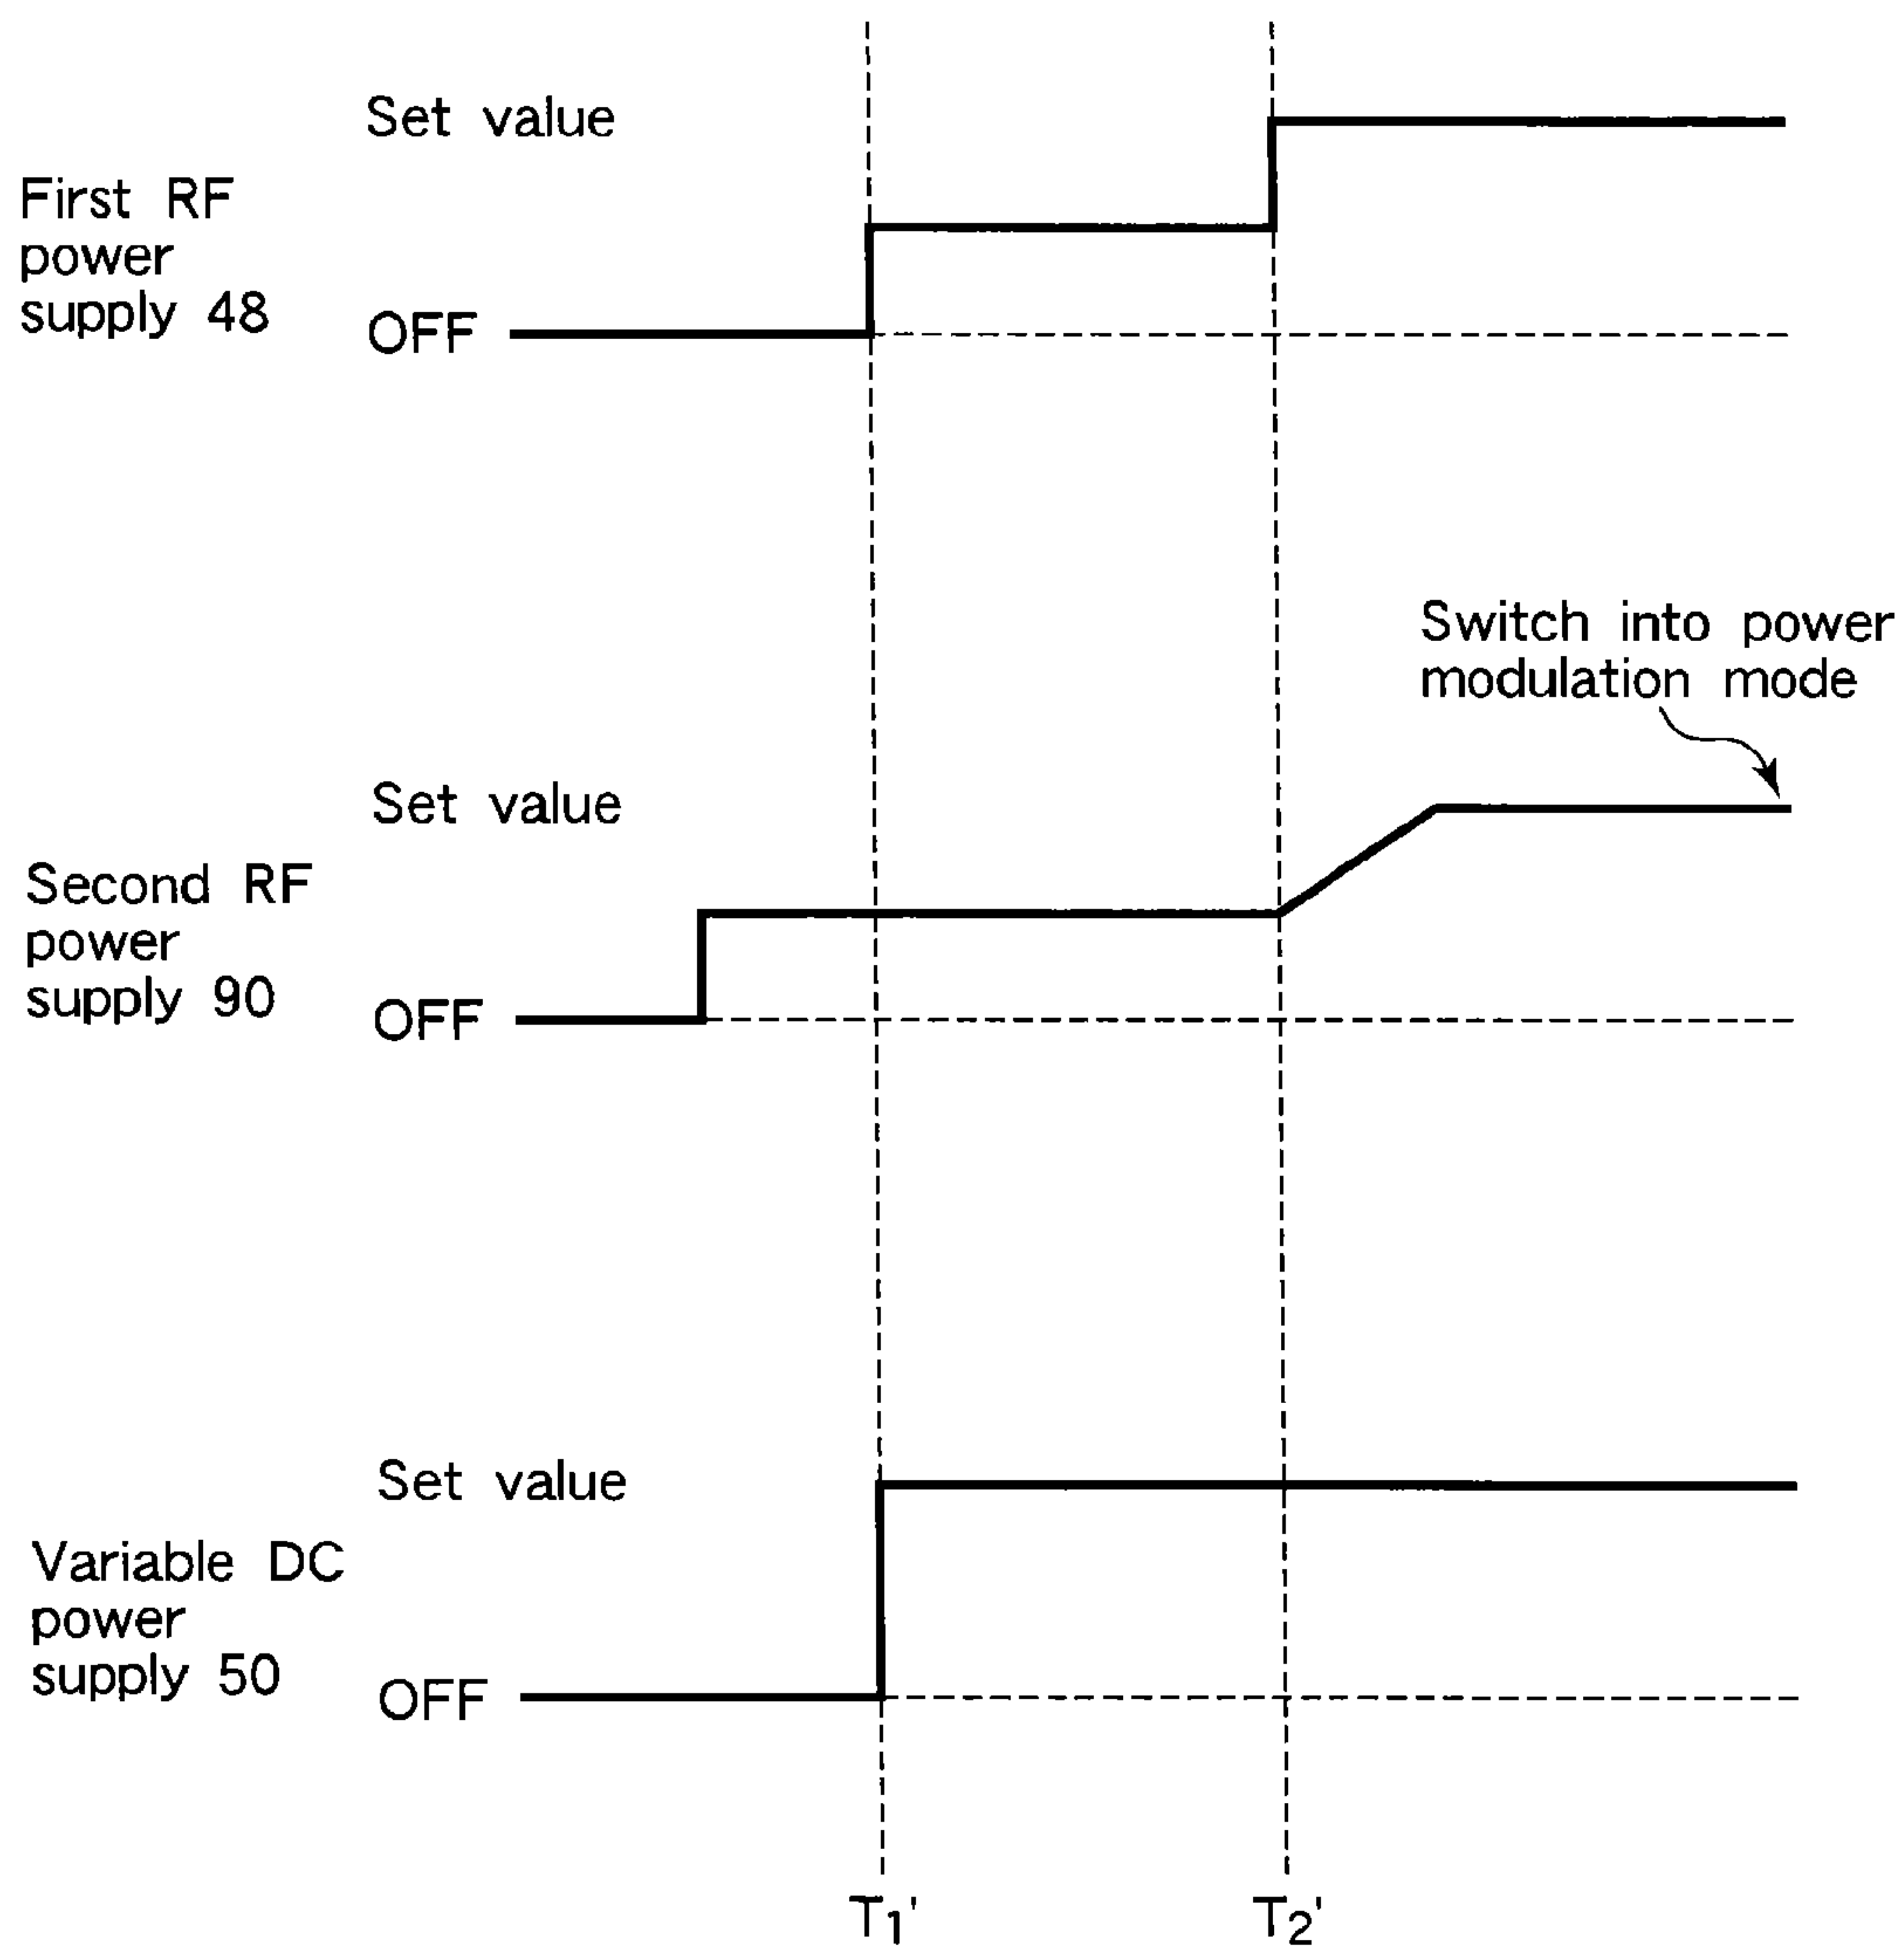 Set value
First RF
power
supply 48
OFF
Switch into power
modulation mode
Set value
Second RF
power
supply 90
OFF
Set value
Variable DC
power
supply 50
OFF
T1'
T2'